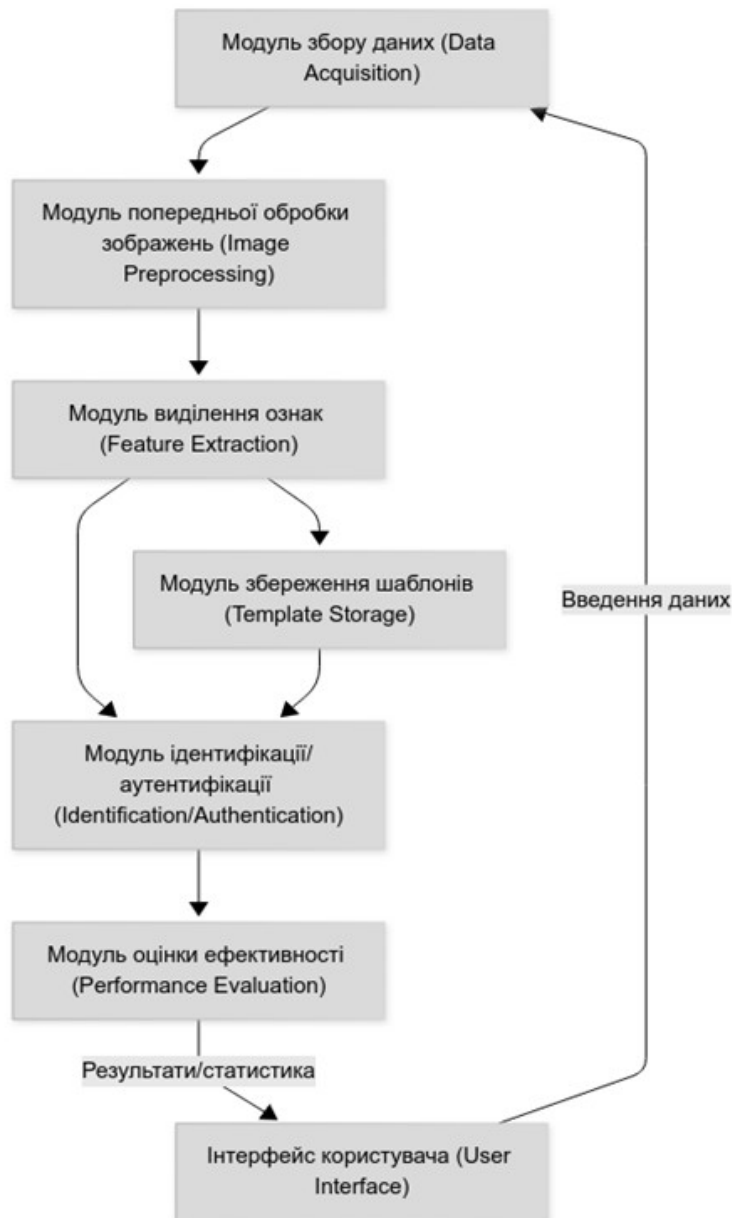 Модуль збору даних (Data
Acquisition)
Модуль попередньої обробки
зображень (Image
Preprocessing)
Модуль виділення ознак
(Feature Extraction)
Модуль збереження шаблонів
(Template Storage)
Введення даних
Модуль ідентифікації/
аутентифікації
(Identification/Authentication)
Модуль оцінки ефективності
(Performance Evaluation)
Результати/статистика
Інтерфейс користувача (User
Interface)